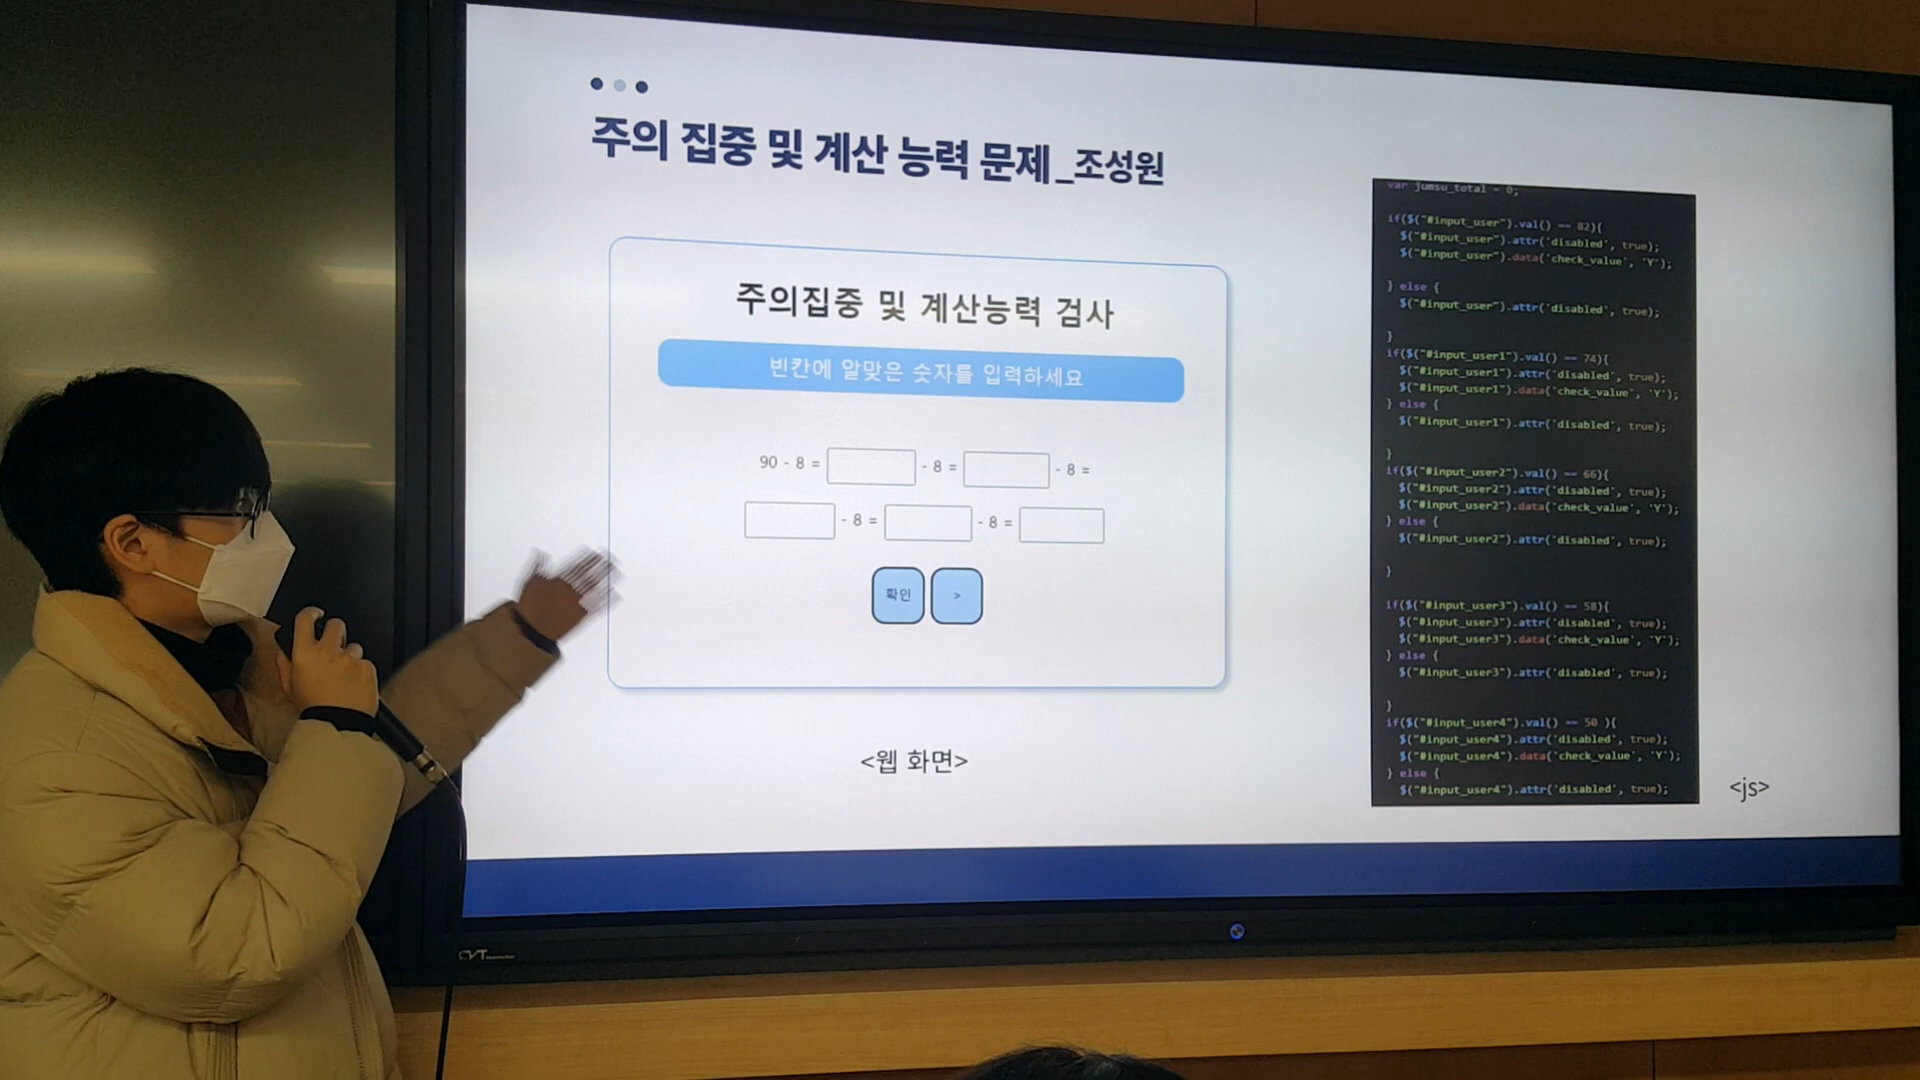 주의 집중 및 계산 능력 문제_조성원
주의집중 및 계산능력 검사
빈칸에 알맞은 숫자를 입력하세요
90 - 8 = - 8 = - 8 =
- 8 = - 8 =
확인 >
<웹 화면>
var jumsu_total = 0;
if($("#input_user").val() == 82){
$("#input_user").attr('disabled', true);
$("#input_user").data('check_value', 'Y');
} else {
$("#input_user").attr('disabled', true);
}
if($("#input_user1").val() == 74){
$("#input_user1").attr('disabled', true);
$("#input_user1").data('check_value', 'Y');
} else {
$("#input_user1").attr('disabled', true);
}
if($("#input_user2").val() == 66){
$("#input_user2").attr('disabled', true);
$("#input_user2").data('check_value', 'Y');
} else {
$("#input_user2").attr('disabled', true);
}
if($("#input_user3").val() == 58){
$("#input_user3").attr('disabled', true);
$("#input_user3").data('check_value', 'Y');
} else {
$("#input_user3").attr('disabled', true);
}
if($("#input_user4").val() == 50 ){
$("#input_user4").attr('disabled', true);
$("#input_user4").data('check_value', 'Y');
} else {
$("#input_user4").attr('disabled', true);
<js>
CVT